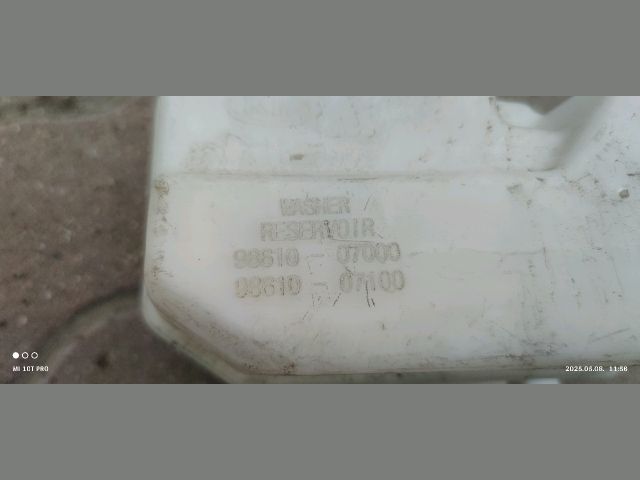 WASHER
RESERVOIR
98610 - 07000
98610 - 07100
MI 10T PRO
2025.05.08. 11:56